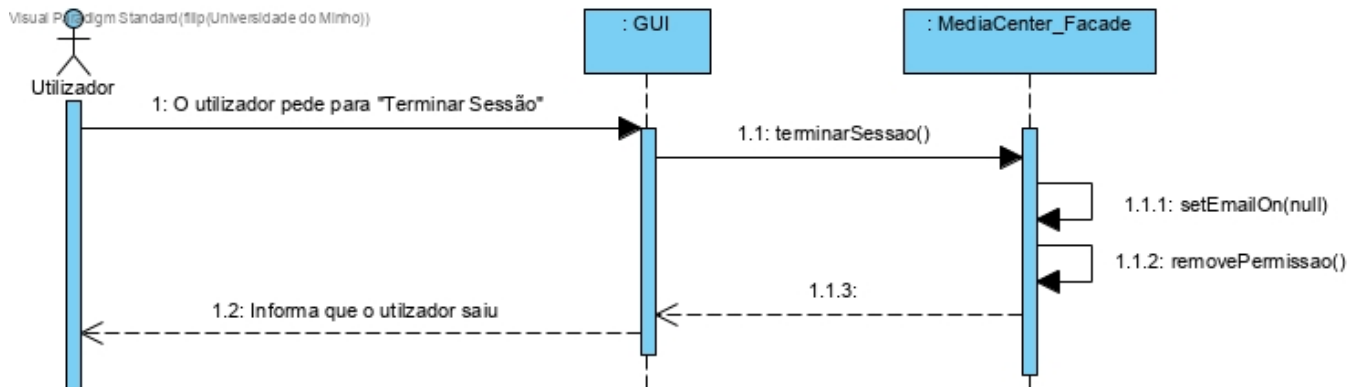 Visual Paradigm Standard(filip(Universidade do Minho))
: GUI
: MediaCenter_Facade
Utilizador
1: O utilizador pede para "Terminar Sessão"
1.1: terminarSessao()
1.1.1: setEmailOn(null)
1.1.2: removePermissao()
1.1.3:
1.2: Informa que o utilzador saiu